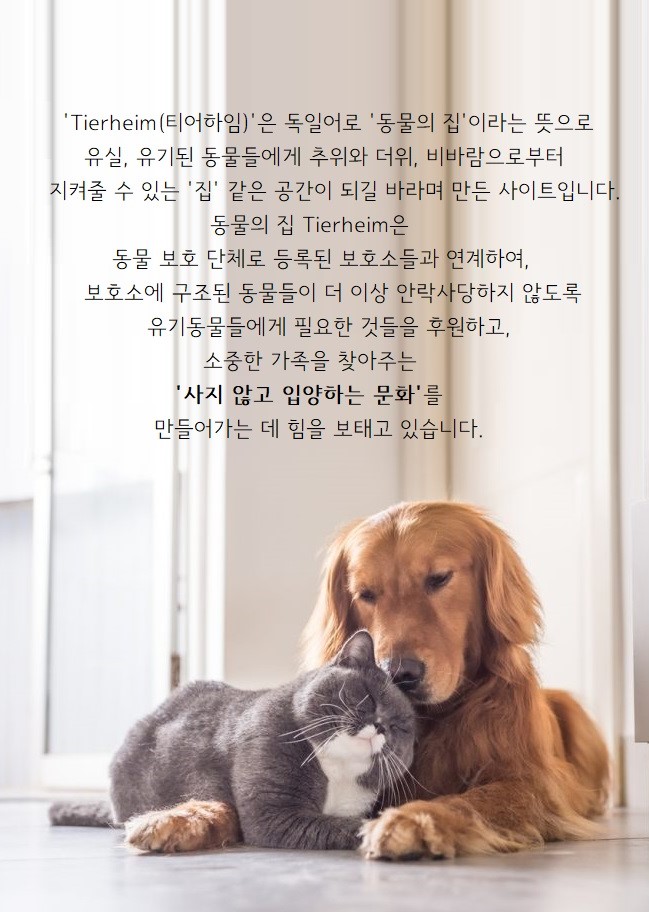 'Tierheim(티어하임)'은 독일어로 '동물의 집'이라는 뜻으로
유실, 유기된 동물들에게 추위와 더위, 비바람으로부터
지켜줄 수 있는 '집' 같은 공간이 되길 바라며 만든 사이트입니다.
동물의 집 Tierheim은
동물 보호 단체로 등록된 보호소들과 연계하여,
보호소에 구조된 동물들이 더 이상 안락사당하지 않도록
유기동물들에게 필요한 것들을 후원하고,
소중한 가족을 찾아주는
'사지 않고 입양하는 문화'를
만들어가는 데 힘을 보태고 있습니다.